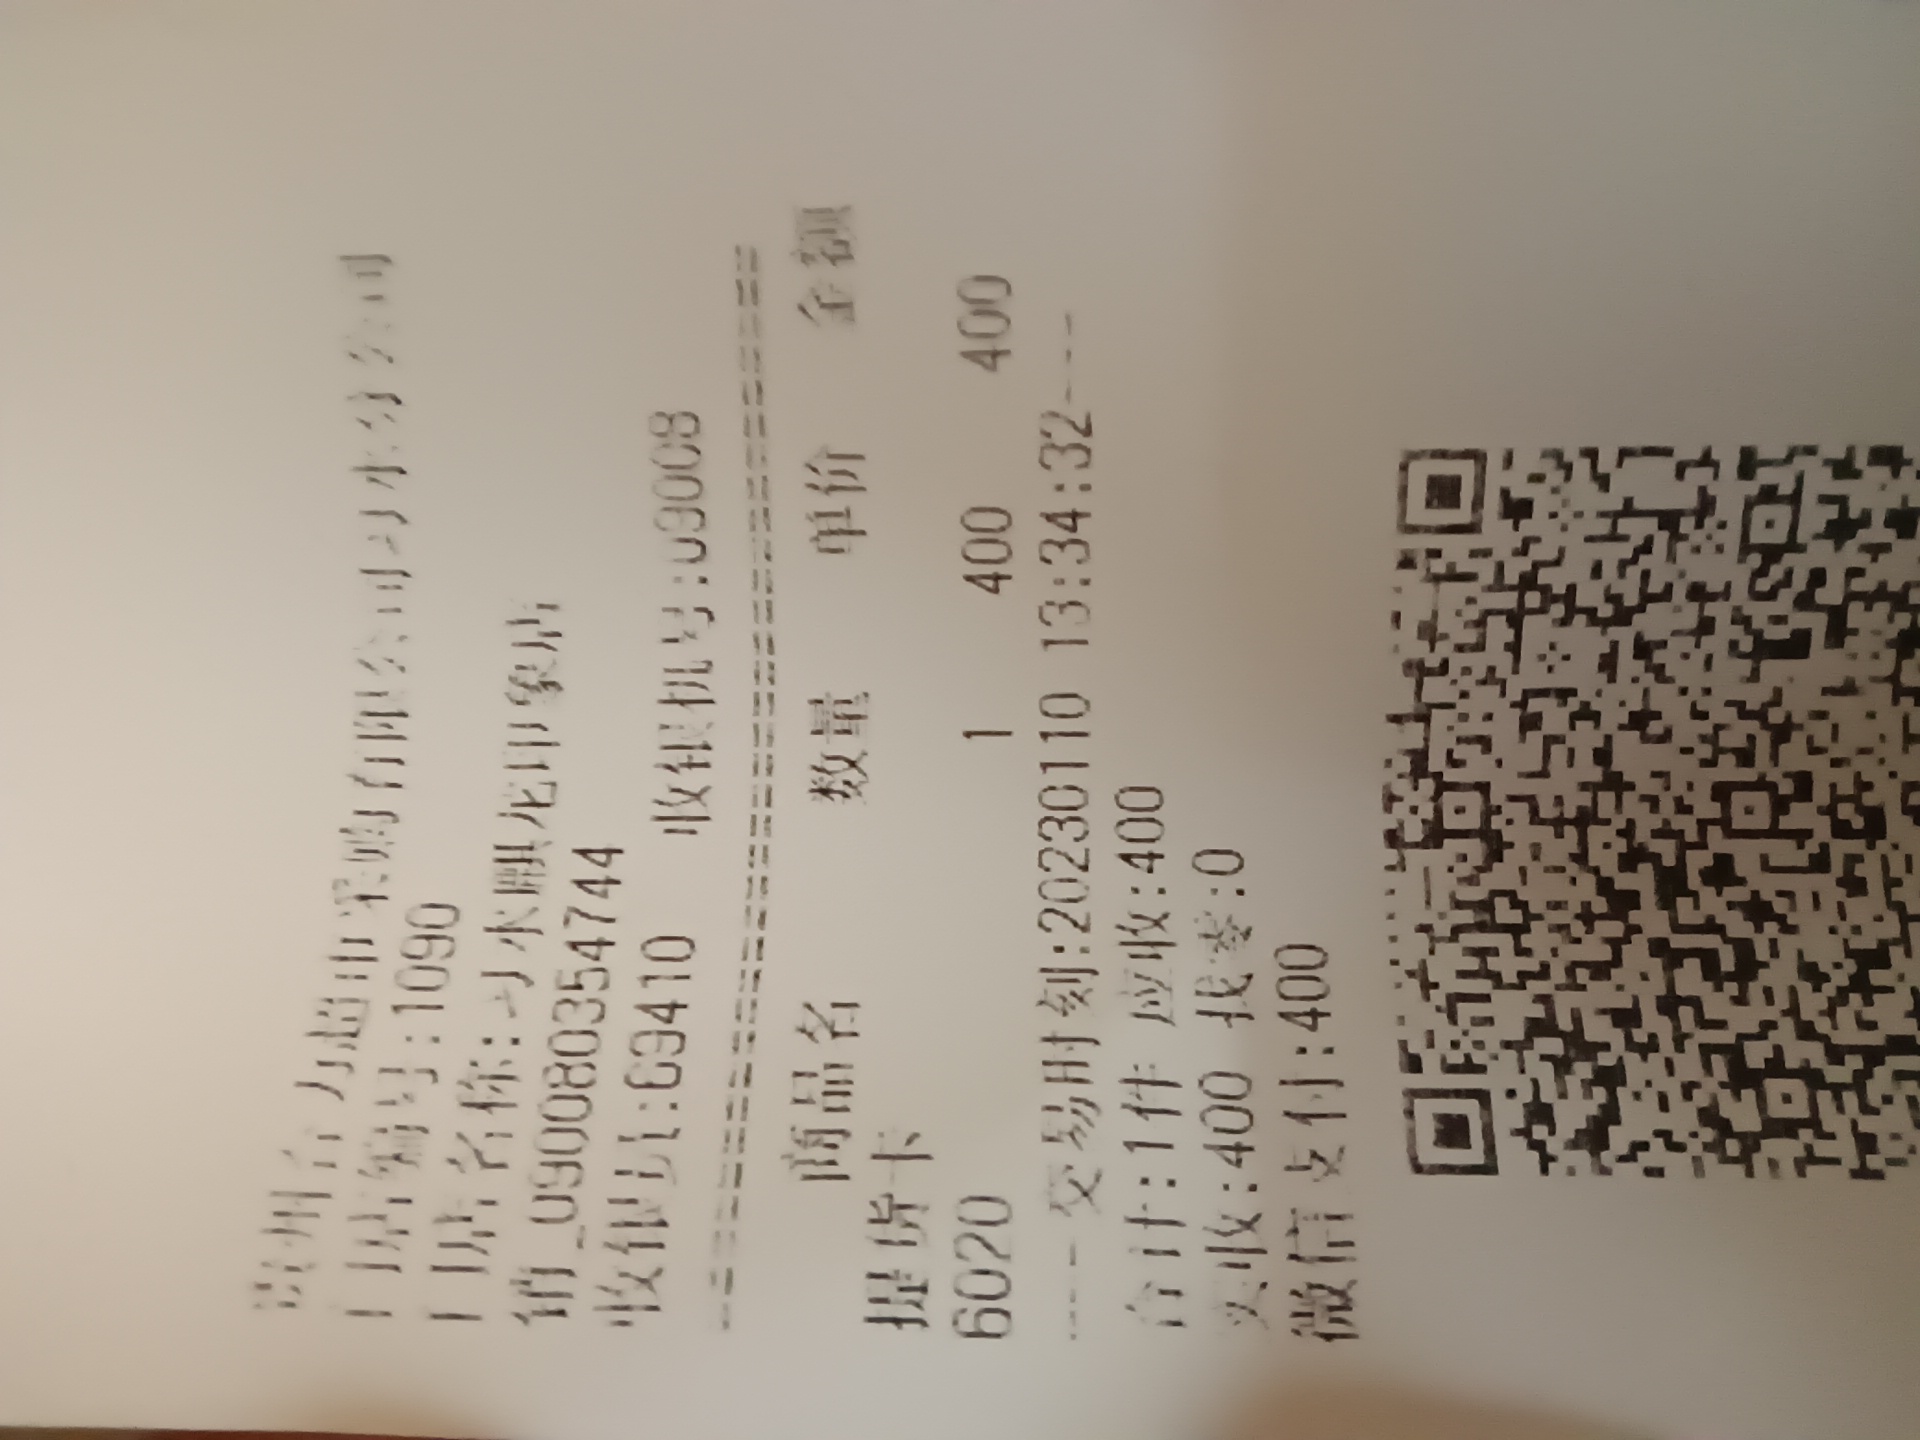 贵州合力超市采购有限公司习水分公司
门店编号:1090
门店名称:习水麒龙印象店
销_090080354744
收银员:69410 收银机号:09008
================================
商品名 数量 单价 金额
提货卡
6020 1 400 400
---- 交易时刻:20230110 13:34:32----
合计:1件 应收:400
实收:400 找零:0
微信支付:400